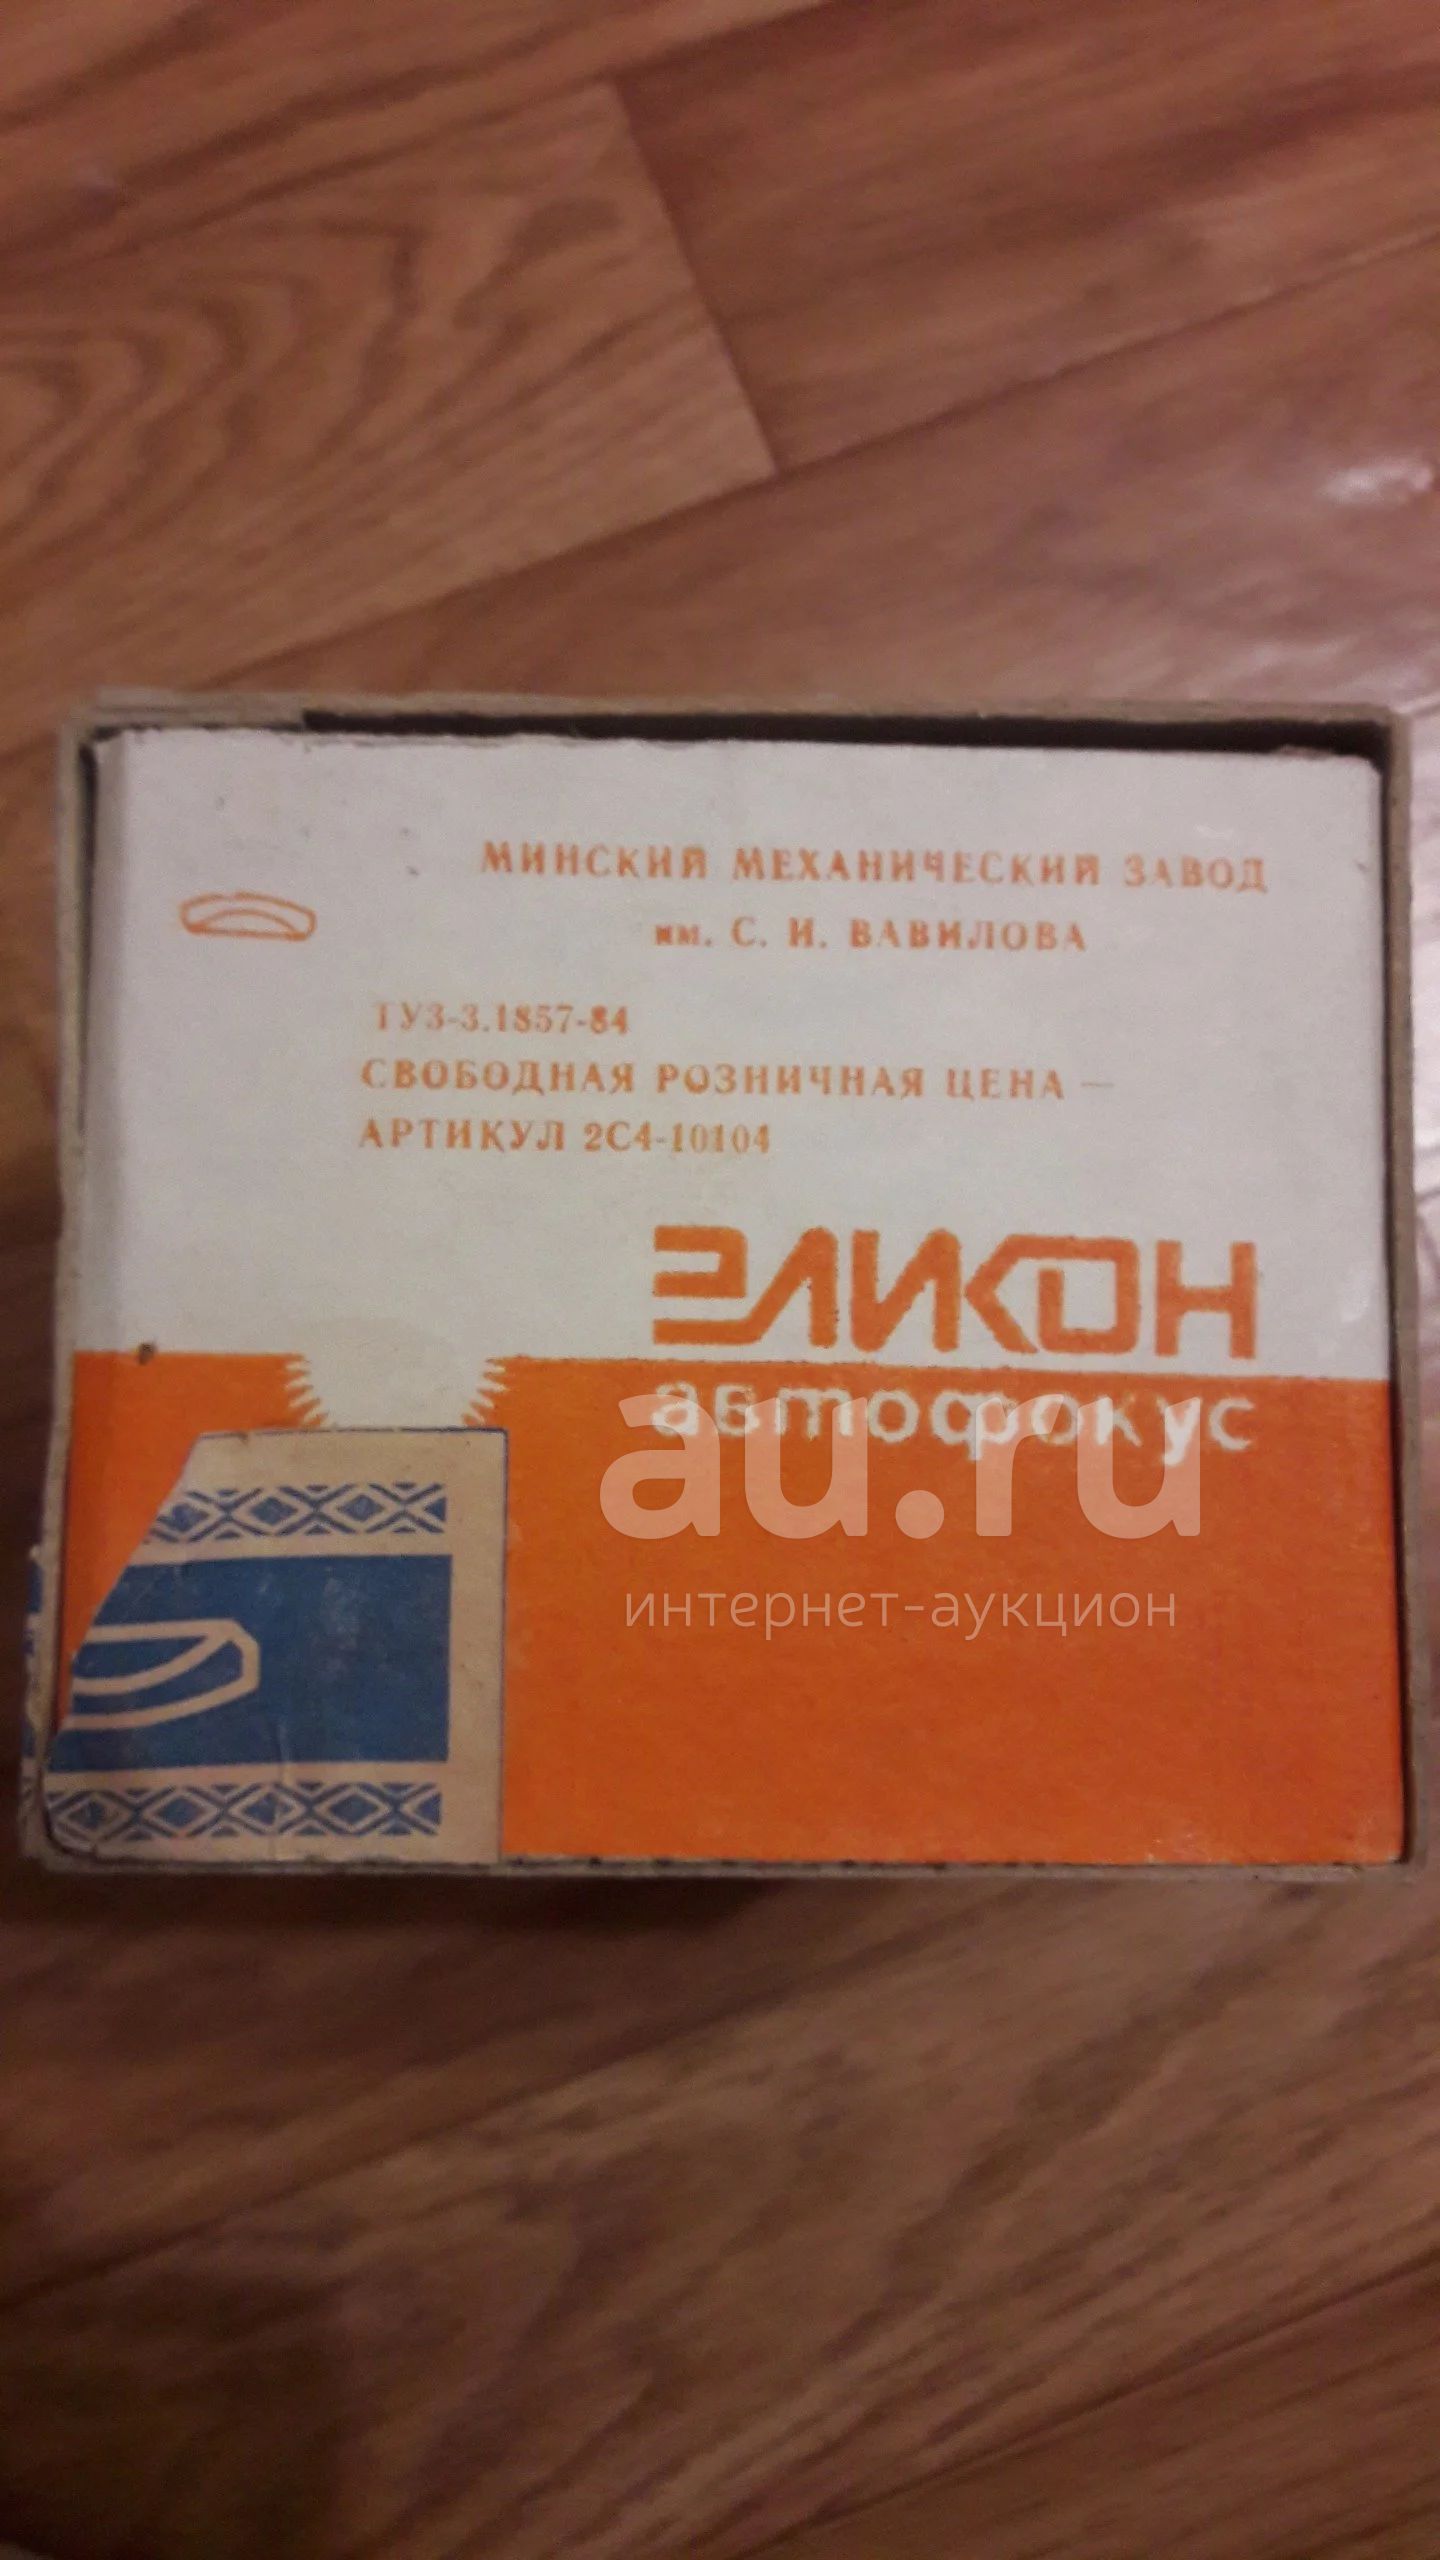 МИНСКИЙ МЕХАНИЧЕСКИЙ ЗАВОД
им. С. И. ВАВИЛОВА
ТУ3-3.1857-84
СВОБОДНАЯ РОЗНИЧНАЯ ЦЕНА —
АРТИКУЛ 2С4-10104
ЭЛИКОН
автофокус
au.ru
интернет-аукцион